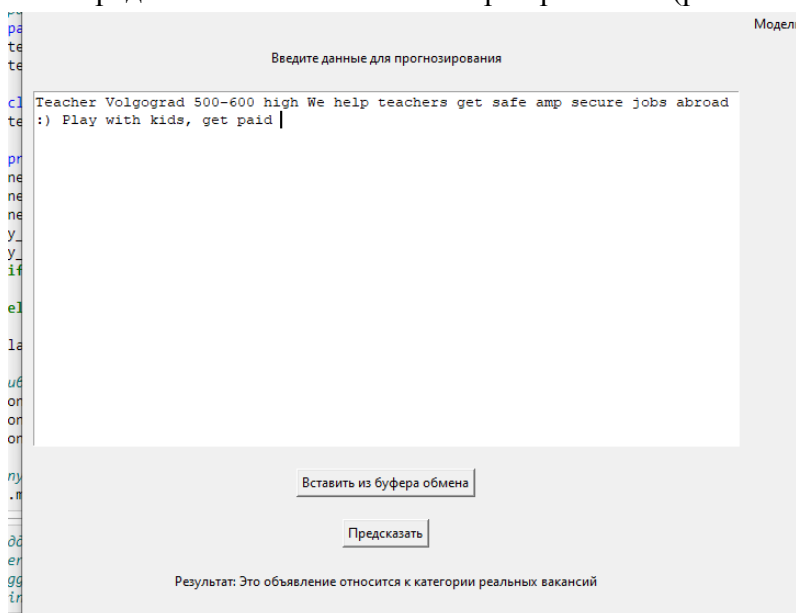 Модель
Введите данные для прогнозирования
Teacher Volgograd 500-600 high We help teachers get safe amp secure jobs abroad
:) Play with kids, get paid
Вставить из буфера обмена
Предсказать
Результат: Это объявление относится к категории реальных вакансий